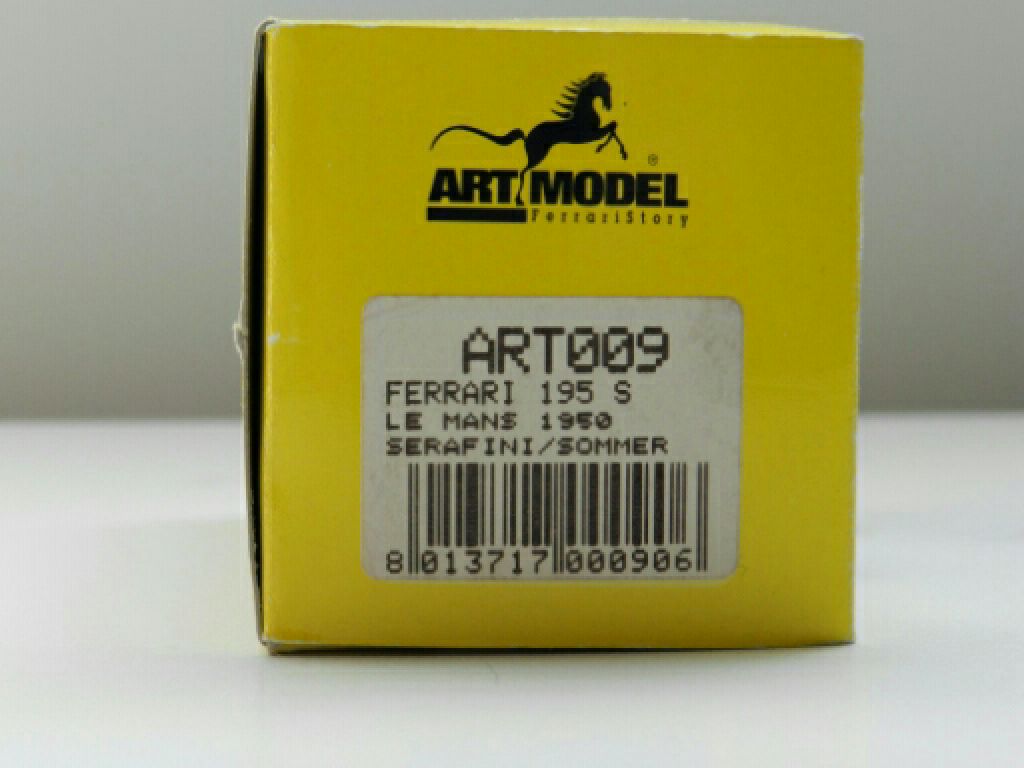 ®
ART MODEL
FerrariStory
ART009
FERRARI 195 S
LE MANS 1950
SERAFINI/SOMMER
8 013717 000906